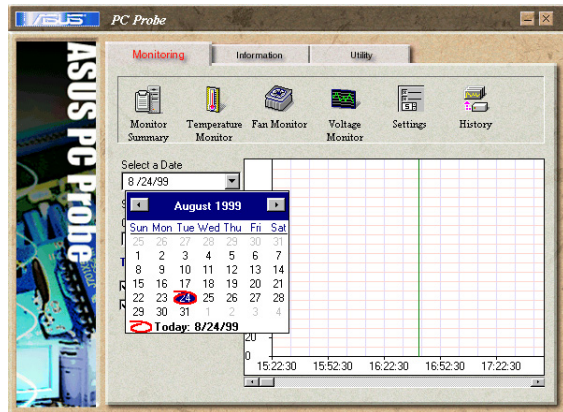 ASUS PC Probe
ASUS PC Probe
Monitoring Information Utility
Monitor Summary
Temperature Monitor
Fan Monitor
Voltage Monitor
Settings
History
Select a Date
8 /24/99
August 1999
Sun Mon Tue Wed Thu Fri Sat
25 26 27 28 29 30 31
1 2 3 4 5 6 7
8 9 10 11 12 13 14
15 16 17 18 19 20 21
22 23 24 25 26 27 28
29 30 31 1 2 3 4
Today: 8/24/99
20
0
15:22:30 15:52:30 16:22:30 16:52:30 17:22:30